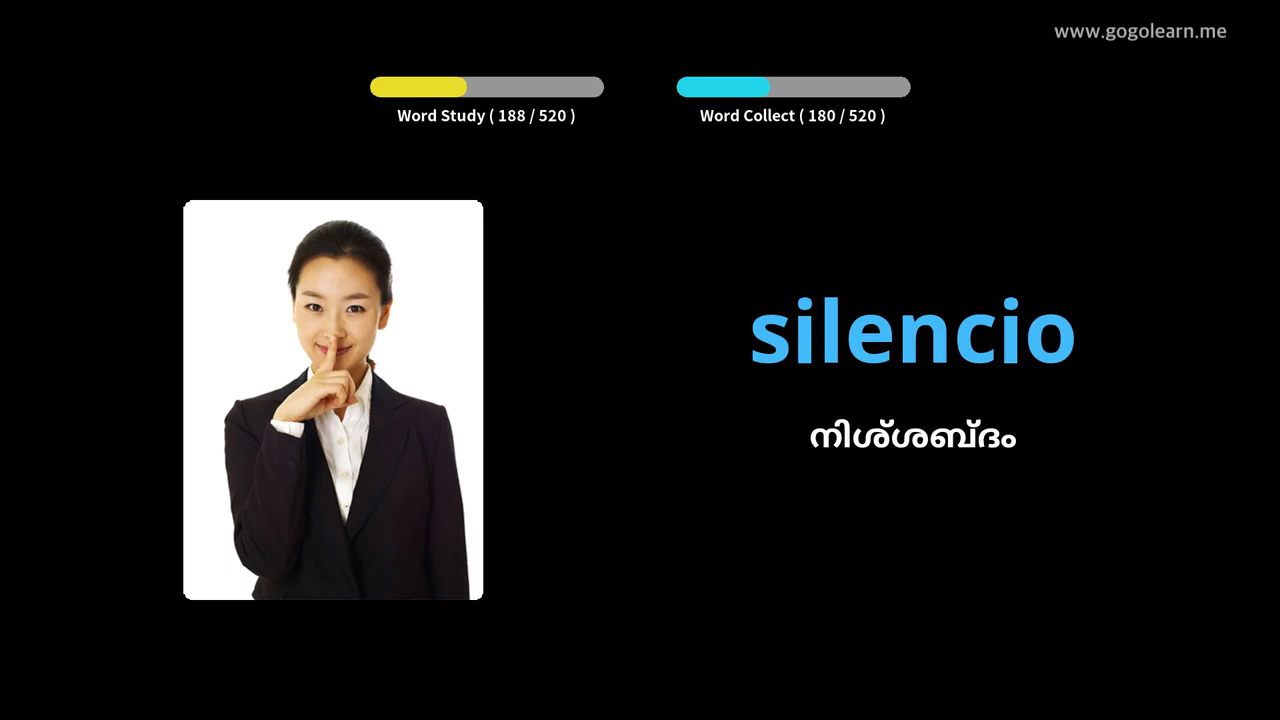 www.gogolearn.me
Word Study ( 188 / 520 )
Word Collect ( 180 / 520 )
silencio
നിശ്ശബ്ദം